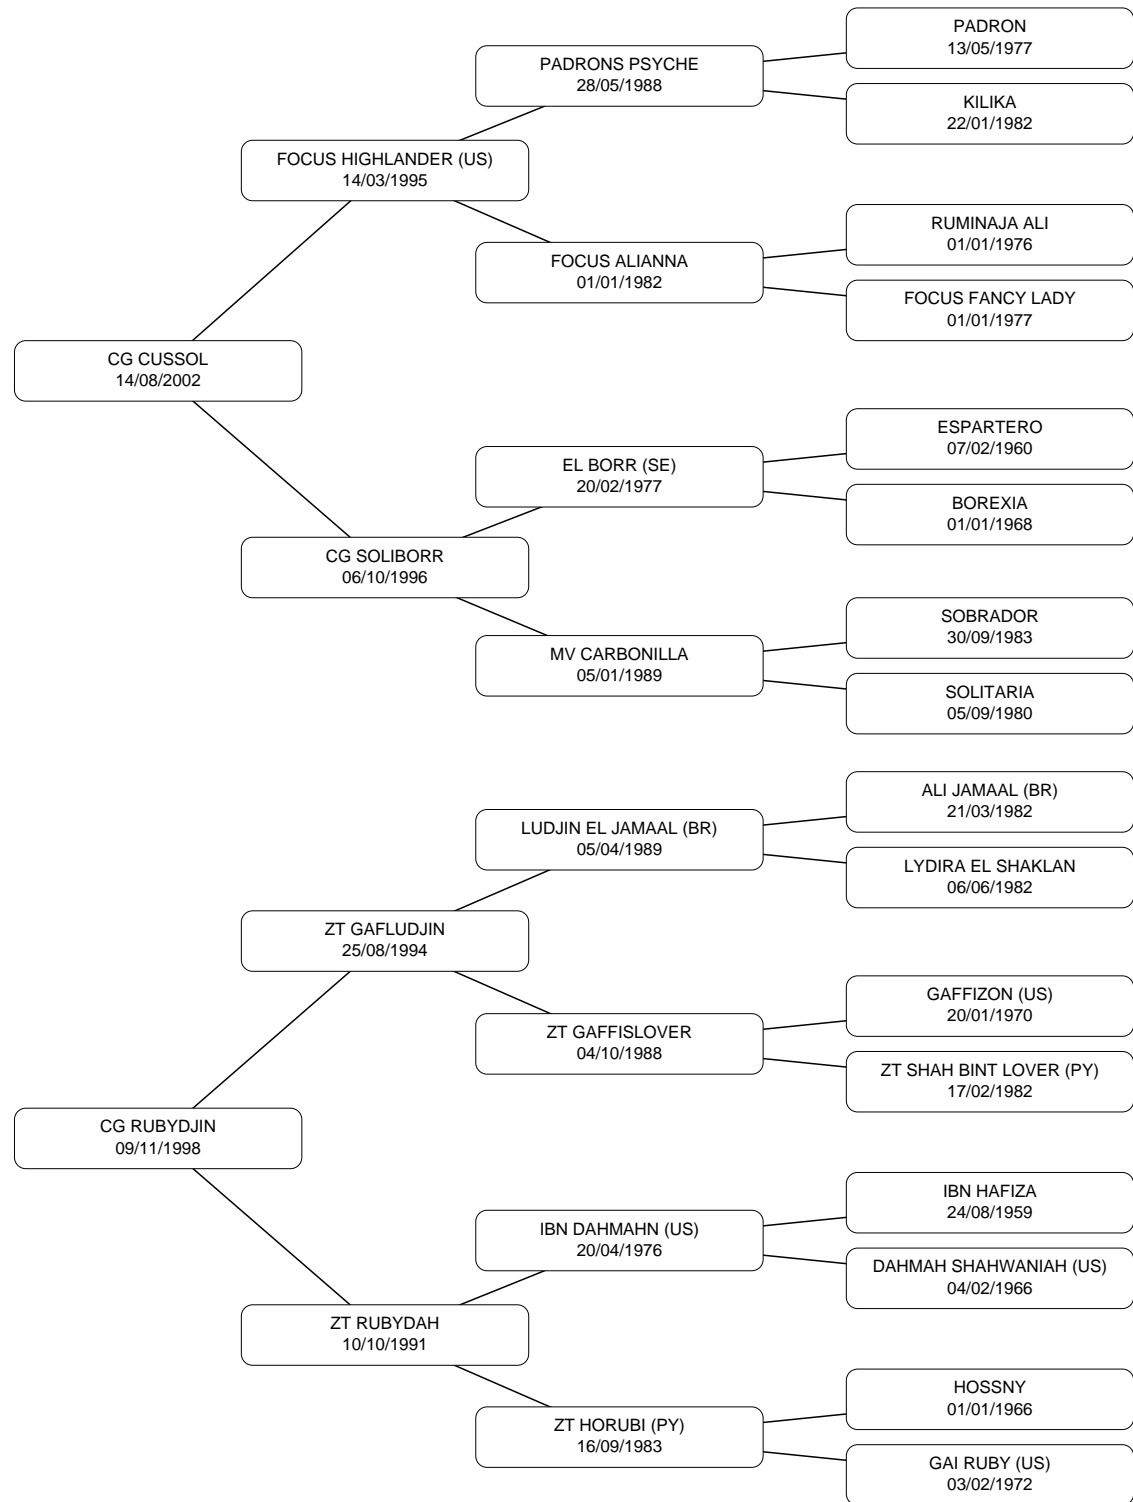 PADRON
13/05/1977
PADRONS PSYCHE
28/05/1988
KILIKA
22/01/1982
FOCUS HIGHLANDER (US)
14/03/1995
RUMINAJA ALI
01/01/1976
FOCUS ALIANNA
01/01/1982
FOCUS FANCY LADY
01/01/1977
CG CUSSOL
14/08/2002
ESPARTERO
07/02/1960
EL BORR (SE)
20/02/1977
BOREXIA
01/01/1968
CG SOLIBORR
06/10/1996
SOBRADOR
30/09/1983
MV CARBONILLA
05/01/1989
SOLITARIA
05/09/1980
ALI JAMAAL (BR)
21/03/1982
LUDJIN EL JAMAAL (BR)
05/04/1989
LYDIRA EL SHAKLAN
06/06/1982
ZT GAFLUDJIN
25/08/1994
GAFFIZON (US)
20/01/1970
ZT GAFFISLOVER
04/10/1988
ZT SHAH BINT LOVER (PY)
17/02/1982
CG RUBYDJIN
09/11/1998
IBN HAFIZA
24/08/1959
IBN DAHMAHN (US)
20/04/1976
DAHMAH SHAHWANIAH (US)
04/02/1966
ZT RUBYDAH
10/10/1991
HOSSNY
01/01/1966
ZT HORUBI (PY)
16/09/1983
GAI RUBY (US)
03/02/1972